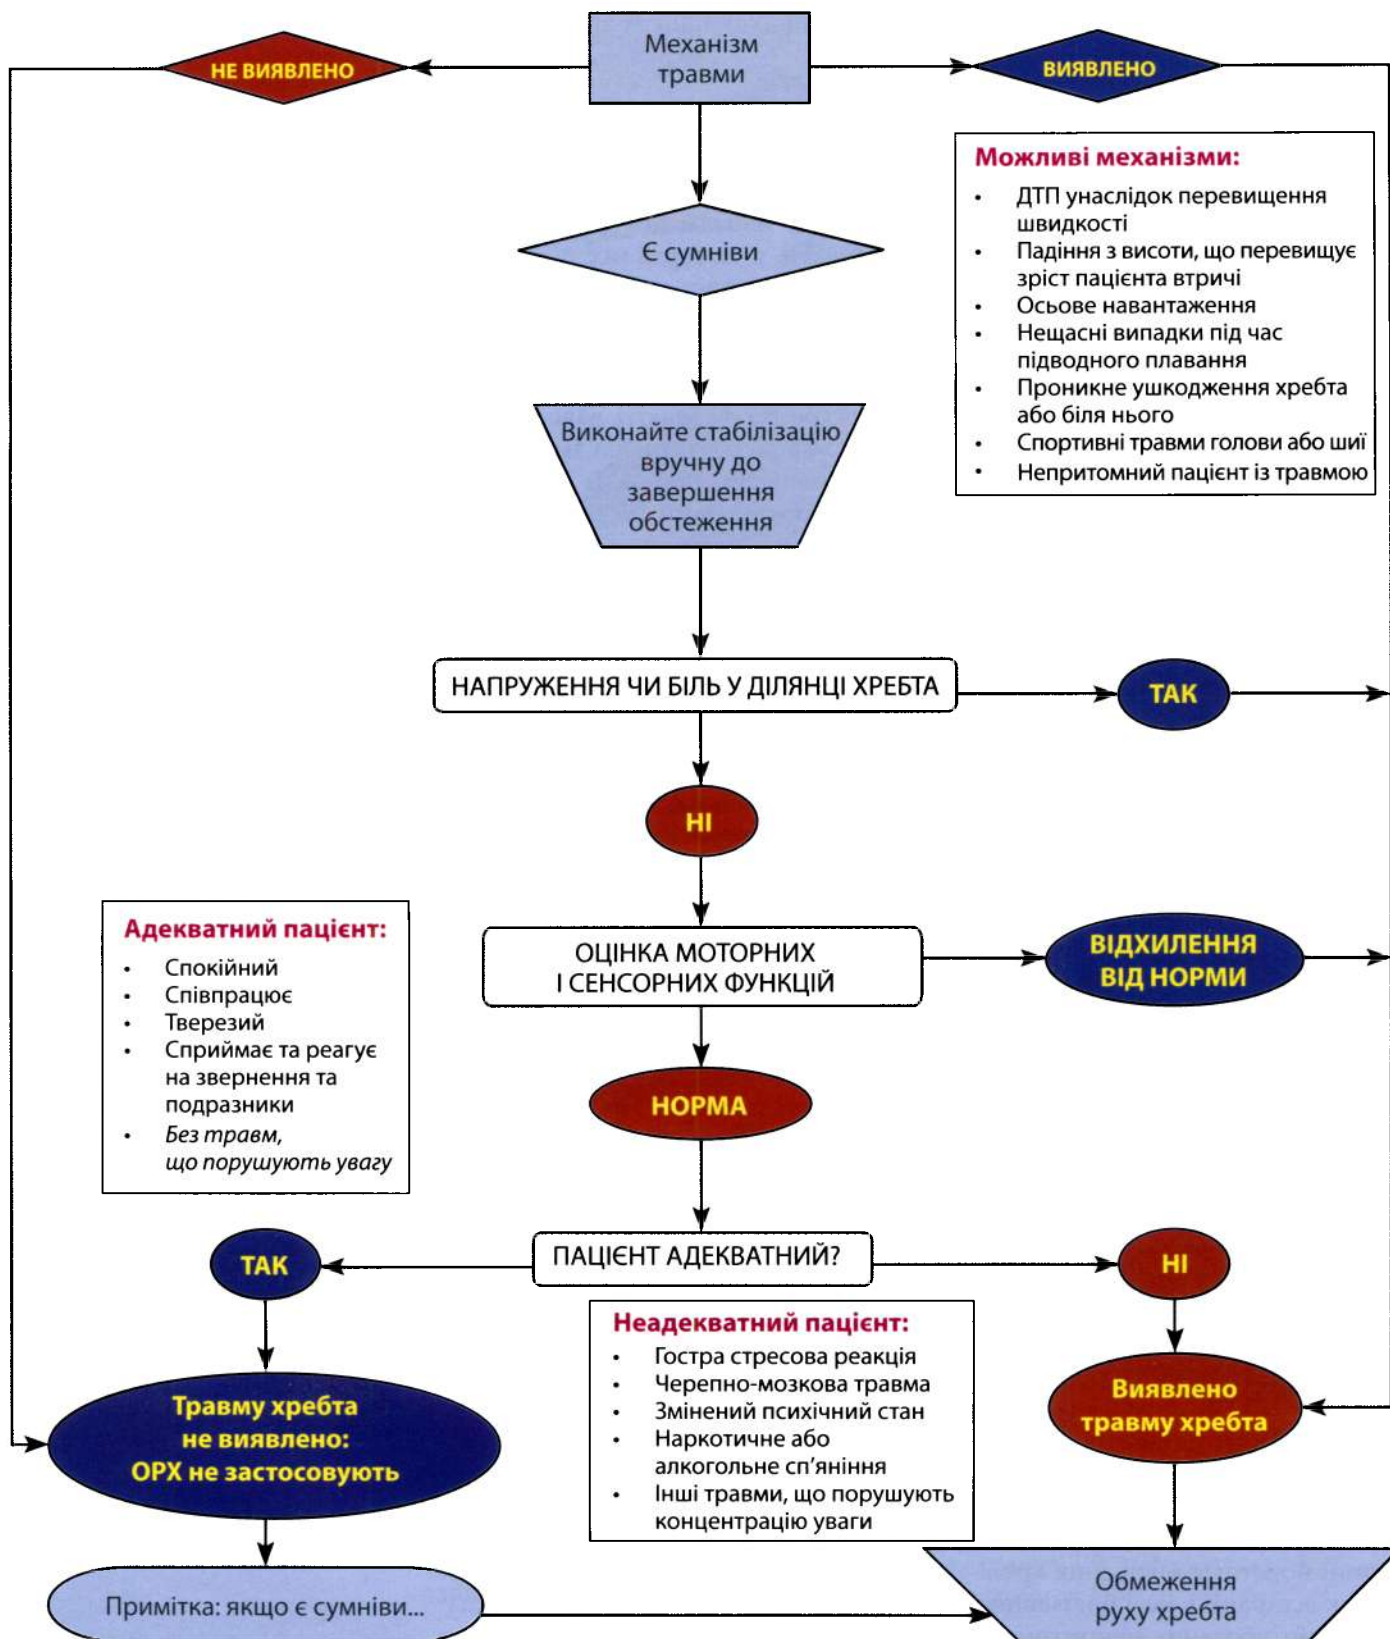 Механізм
травми
НЕ ВИЯВЛЕНО
ВИЯВЛЕНО
Можливі механізми:
• ДТП унаслідок перевищення
швидкості
• Падіння з висоти, що перевищує
зріст пацієнта втричі
• Осьове навантаження
• Нещасні випадки під час
підводного плавання
• Проникне ушкодження хребта
або біля нього
• Спортивні травми голови або шиї
• Непритомний пацієнт із травмою
Є сумніви
Виконайте стабілізацію
вручну до
завершення
обстеження
НАПРУЖЕННЯ ЧИ БІЛЬ У ДІЛЯНЦІ ХРЕБТА
ТАК
НІ
Адекватний пацієнт:
• Спокійний
• Співпрацює
• Тверезий
• Сприймає та реагує
на звернення та
подразники
• Без травм,
що порушують увагу
ОЦІНКА МОТОРНИХ
І СЕНСОРНИХ ФУНКЦІЙ
ВІДХИЛЕННЯ
ВІД НОРМИ
НОРМА
ПАЦІЄНТ АДЕКВАТНИЙ?
ТАК
НІ
Неадекватний пацієнт:
• Гостра стресова реакція
• Черепно-мозкова травма
• Змінений психічний стан
• Наркотичне або
алкогольне сп’яніння
• Інші травми, що порушують
концентрацію уваги
Травму хребта
не виявлено:
ОРХ не застосовують
Виявлено
травму хребта
Примітка: якщо є сумніви...
Обмеження
руху хребта